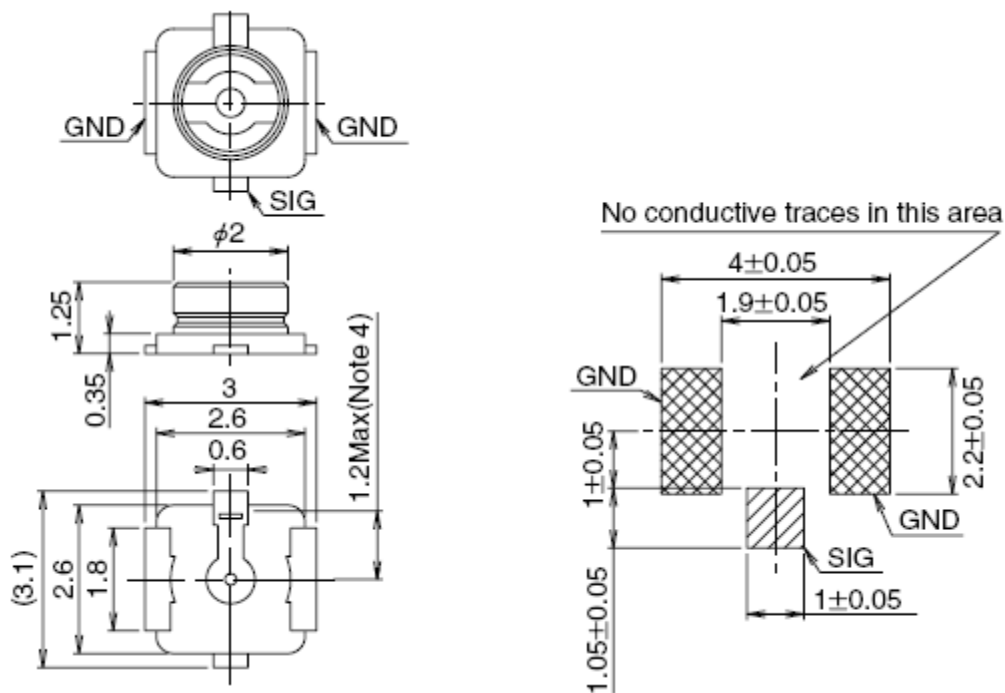 GND
GND
SIG
ϕ2
1.25
0.35
3
2.6
0.6
1.2Max(Note 4)
(3.1)
2.6
1.8
No conductive traces in this area
4±0.05
1.9±0.05
GND
2.2±0.05
1±0.05
GND
SIG
1±0.05
1.05±0.05